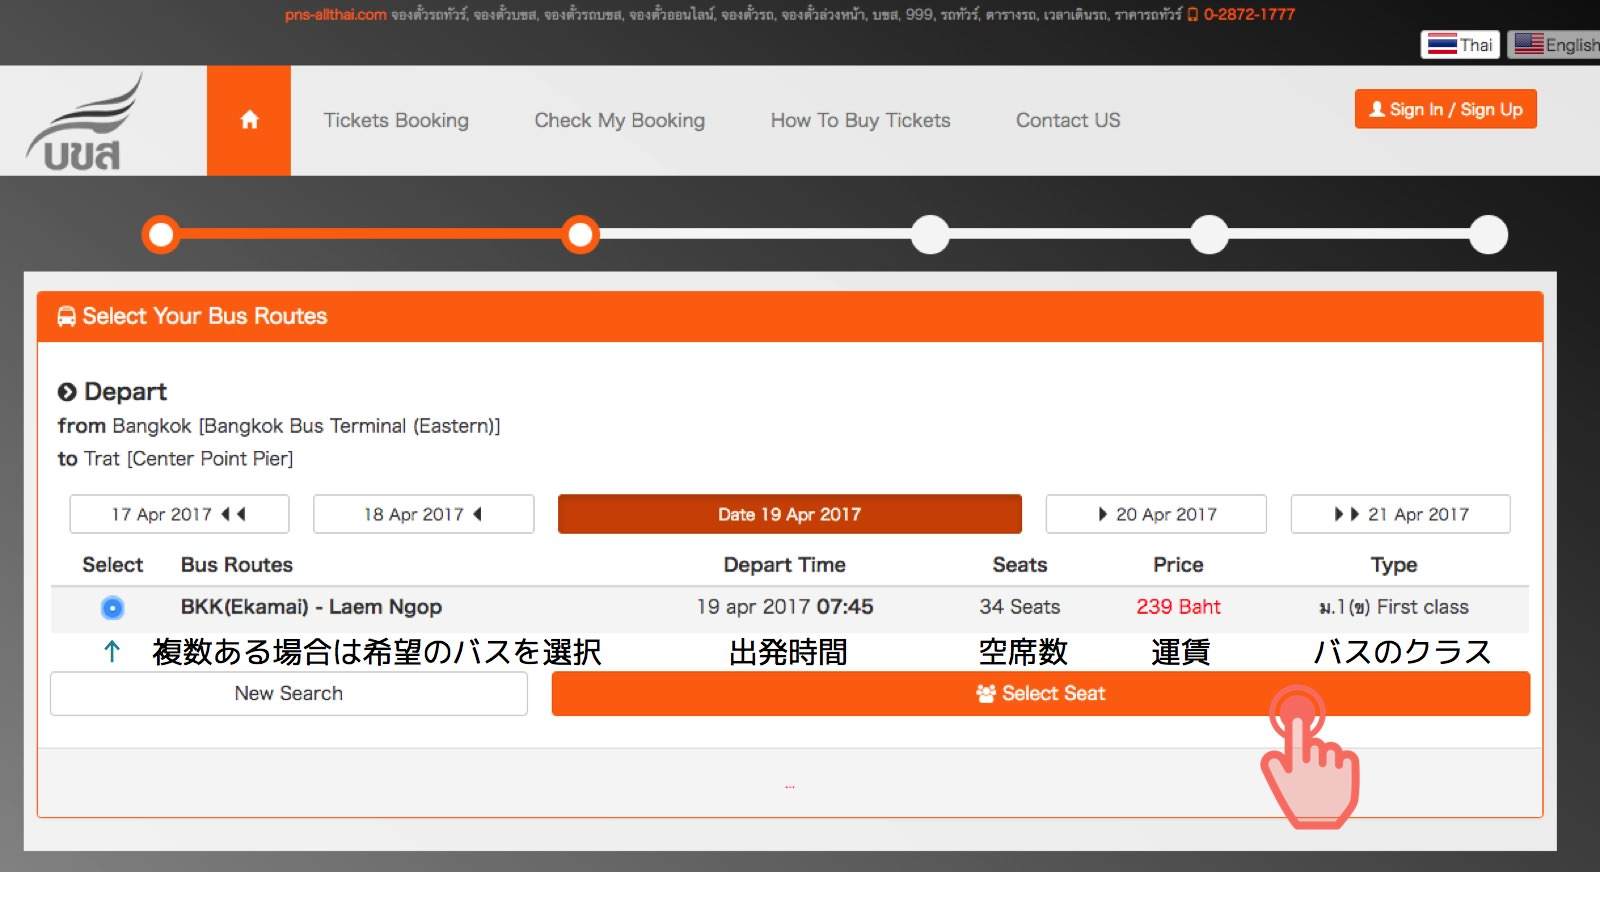 pns-allthai.com จองตั๋วรถทัวร์, จองตั๋วบขส, จองตั๋วรถบขส, จองตั๋วออนไลน์, จองตั๋วรถ, จองตั๋วล่วงหน้า, บขส, 999, รถทัวร์, ตารางรถ, เวลาเดินรถ, ราคารถทัวร์ 0-2872-1777
Thai English
บขส
Tickets Booking Check My Booking How To Buy Tickets Contact US Sign In / Sign Up
Select Your Bus Routes
Depart
from Bangkok [Bangkok Bus Terminal (Eastern)]
to Trat [Center Point Pier]
17 Apr 2017 18 Apr 2017 Date 19 Apr 2017 20 Apr 2017 21 Apr 2017
Select Bus Routes Depart Time Seats Price Type
BKK(Ekamai) - Laem Ngop 19 apr 2017 07:45 34 Seats 239 Baht ม.1(ข) First class
↑ 複数ある場合は希望のバスを選択 出発時間 空席数 運賃 バスのクラス
New Search Select Seat
...